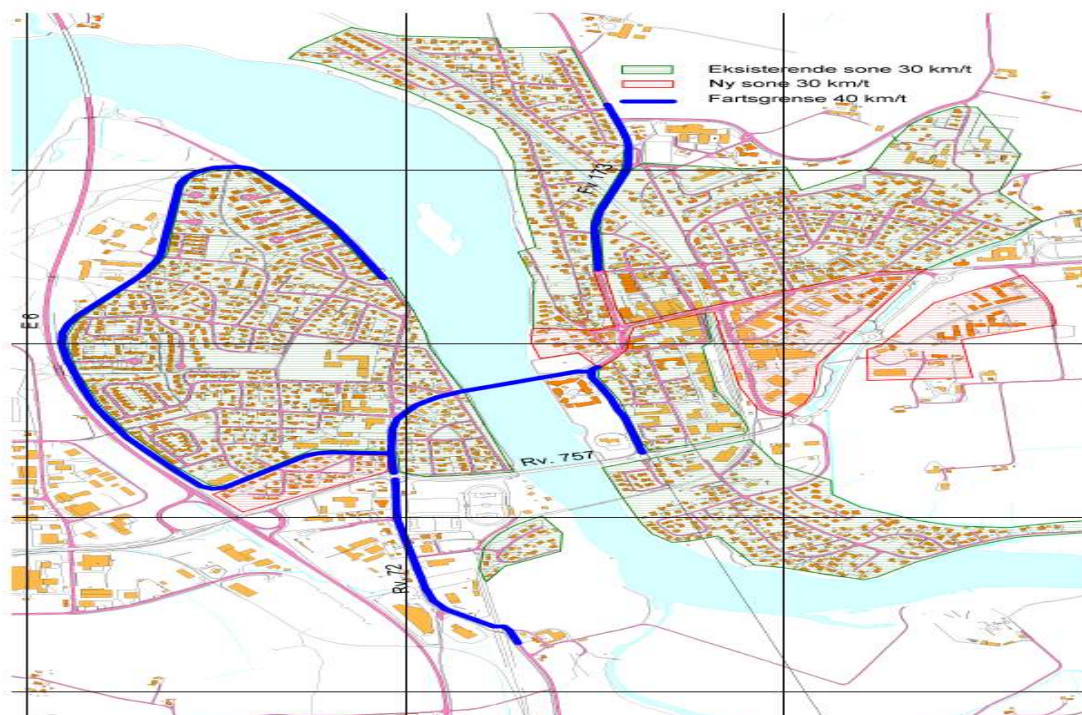 Eksisterende sone 30 km/t
Ny sone 30 km/t
Fartsgrense 40 km/t
Fv 173
E 6
Rv. 757
Rv. 72